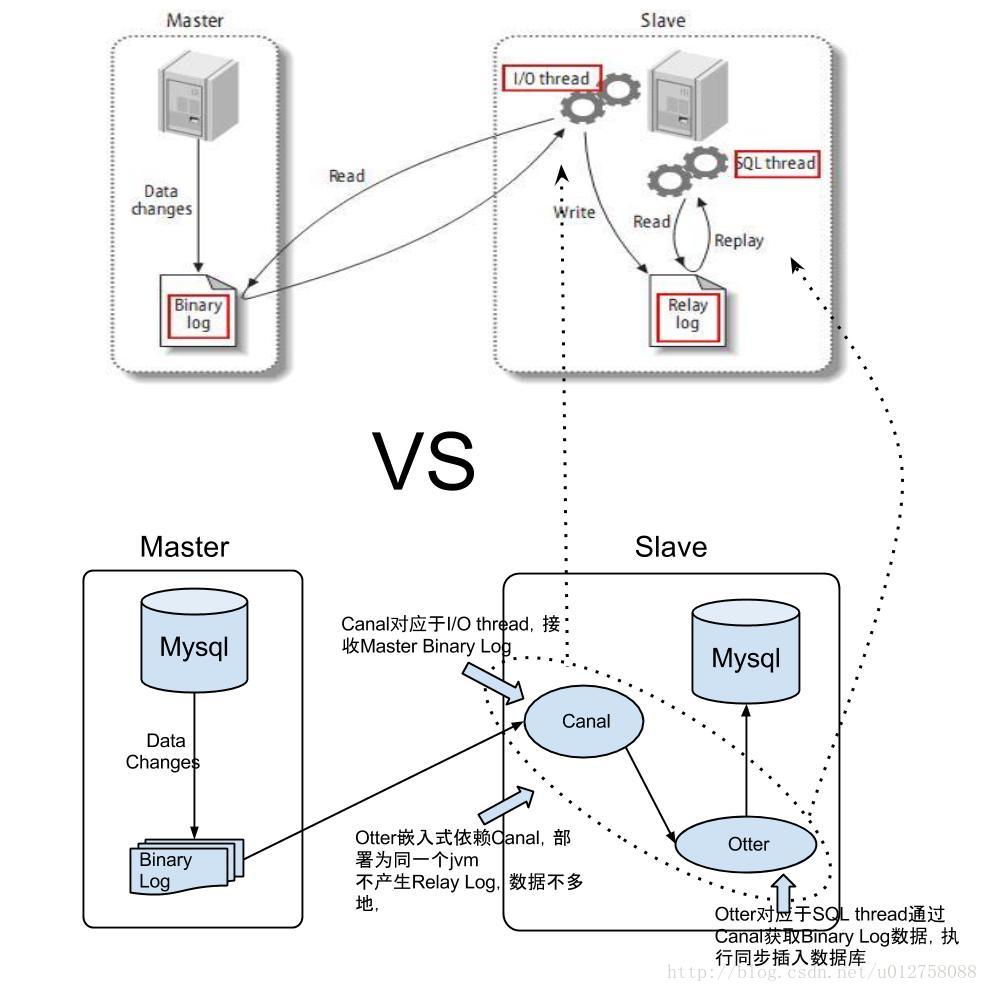 Master
Slave
I/O thread
SQL thread
Read
Data
changes
Write
Read
Replay
Binary
log
Relay
log
VS
Master
Slave
Mysql
Mysql
Canal对应于I/O thread, 接
收Master Binary Log
Canal
Data
Changes
Otter嵌入式依赖Canal, 部
署为同一个jvm
不产生Relay Log, 数据不多
地,
Otter
Binary
Log
Otter对应于SQL thread通过
Canal获取Binary Log数据, 执
行同步插入数据库
http://blog.csdn.net/u012758088